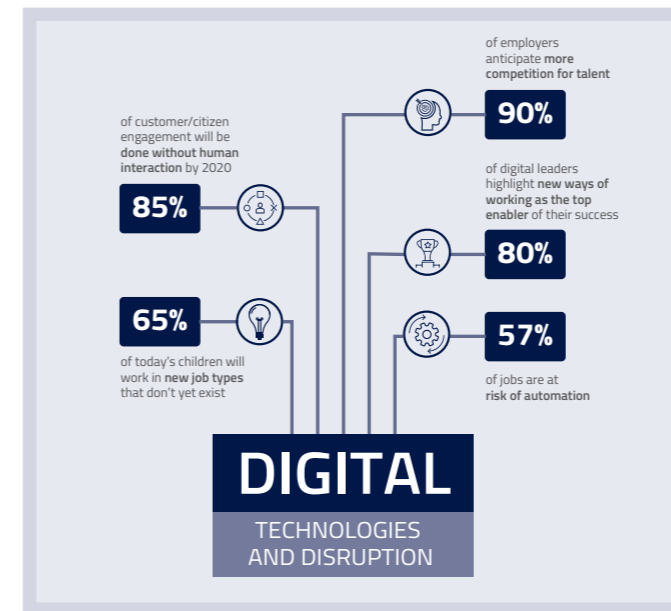 of customer/citizen
engagement will be
done without human
interaction by 2020
85%
65%
of today's children will
work in new job types
that don't yet exist
of employers
anticipate more
competition for talent
90%
of digital leaders
highlight new ways of
working as the top
enabler of their success
80%
57%
of jobs are at
risk of automation
DIGITAL
TECHNOLOGIES
AND DISRUPTION